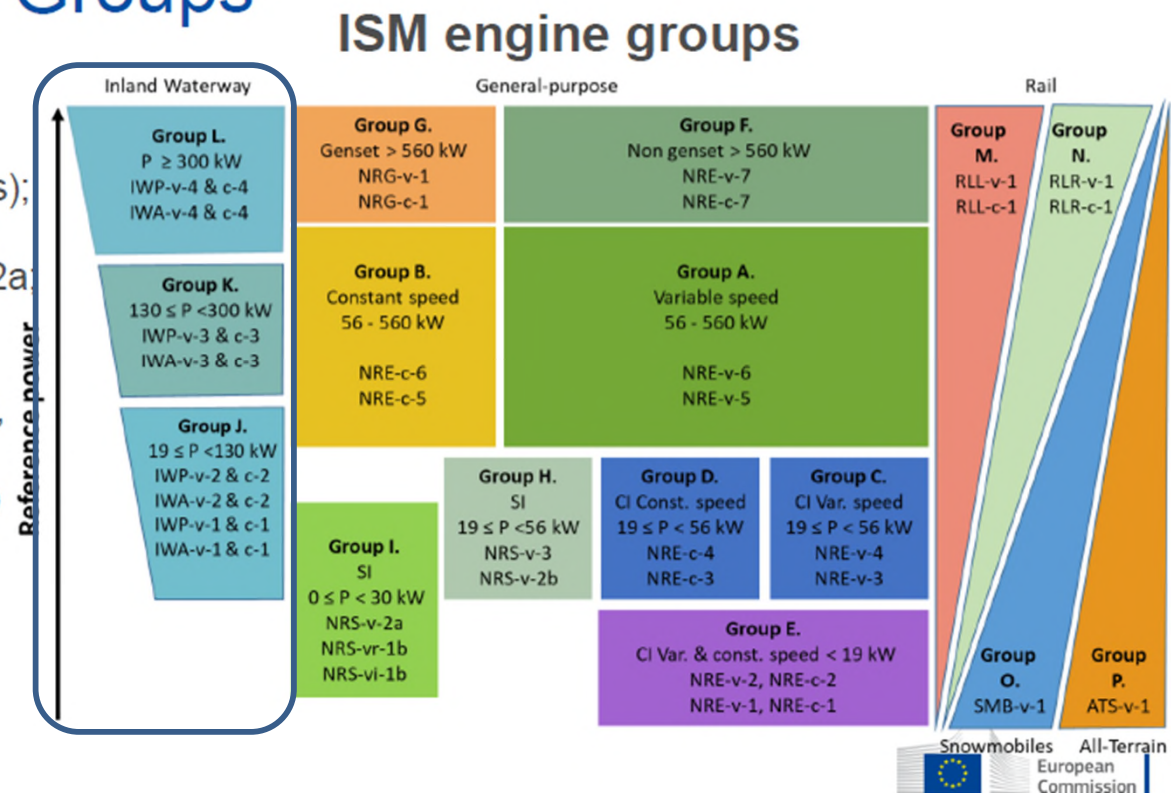 Groups
ISM engine groups
Inland Waterway
General-purpose
Rail
s);
2a;
Reference power
Group L.
P ≥ 300 kW
IWP-v-4 & c-4
IWA-v-4 & c-4
Group K.
130 ≤ P <300 kW
IWP-v-3 & c-3
IWA-v-3 & c-3
Group J.
19 ≤ P <130 kW
IWP-v-2 & c-2
IWA-v-2 & c-2
IWP-v-1 & c-1
IWA-v-1 & c-1
Group G.
Genset > 560 kW
NRG-v-1
NRG-c-1
Group F.
Non genset > 560 kW
NRE-v-7
NRE-c-7
Group B.
Constant speed
56 - 560 kW
NRE-c-6
NRE-c-5
Group A.
Variable speed
56 - 560 kW
NRE-v-6
NRE-v-5
Group I.
SI
0 ≤ P < 30 kW
NRS-v-2a
NRS-vr-1b
NRS-vi-1b
Group H.
SI
19 ≤ P <56 kW
NRS-v-3
NRS-v-2b
Group D.
CI Const. speed
19 ≤ P < 56 kW
NRE-c-4
NRE-c-3
Group C.
CI Var. speed
19 ≤ P < 56 kW
NRE-v-4
NRE-v-3
Group E.
CI Var. & const. speed < 19 kW
NRE-v-2, NRE-c-2
NRE-v-1, NRE-c-1
Group
M.
RLL-v-1
RLL-c-1
Group
N.
RLR-v-1
RLR-c-1
Group
O.
SMB-v-1
Group
P.
ATS-v-1
Snowmobiles
All-Terrain
European
Commission